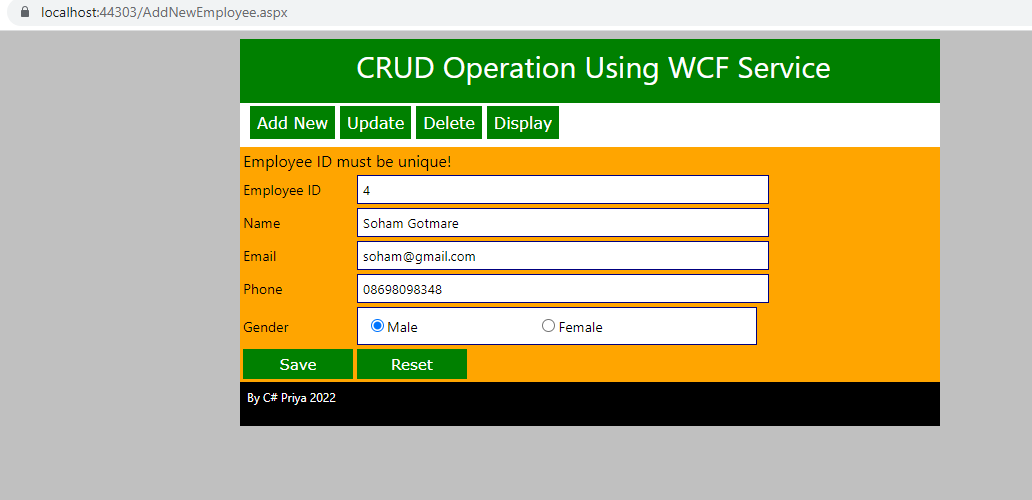 localhost:44303/AddNewEmployee.aspx
CRUD Operation Using WCF Service
Add New Update Delete Display
Employee ID must be unique!
Employee ID 4
Name Soham Gotmare
Email soham@gmail.com
Phone 08698098348
Gender Male Female
Save Reset
By C# Priya 2022